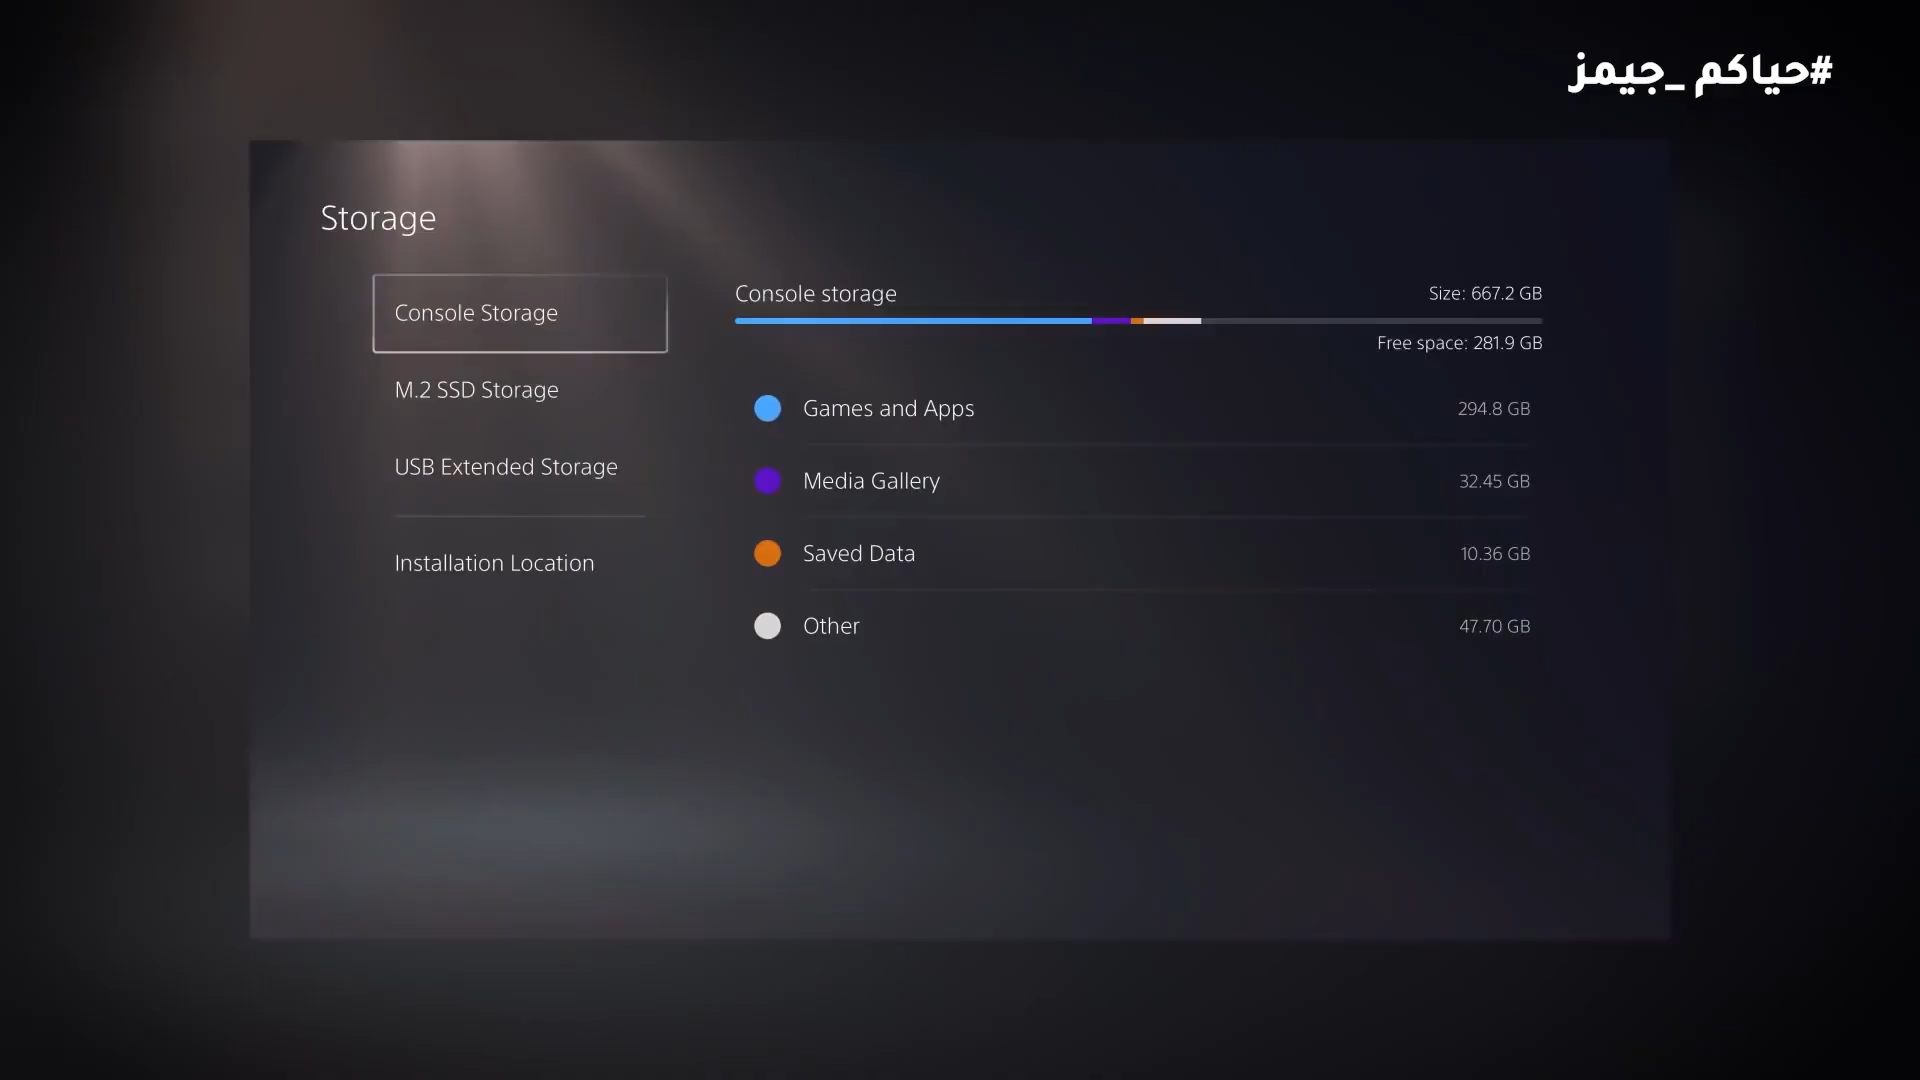 #حياكم _جيمز
Storage
Console Storage
M.2 SSD Storage
USB Extended Storage
Installation Location
Console storage
Size: 667.2 GB
Free space: 281.9 GB
Games and Apps
294.8 GB
Media Gallery
32.45 GB
Saved Data
10.36 GB
Other
47.70 GB